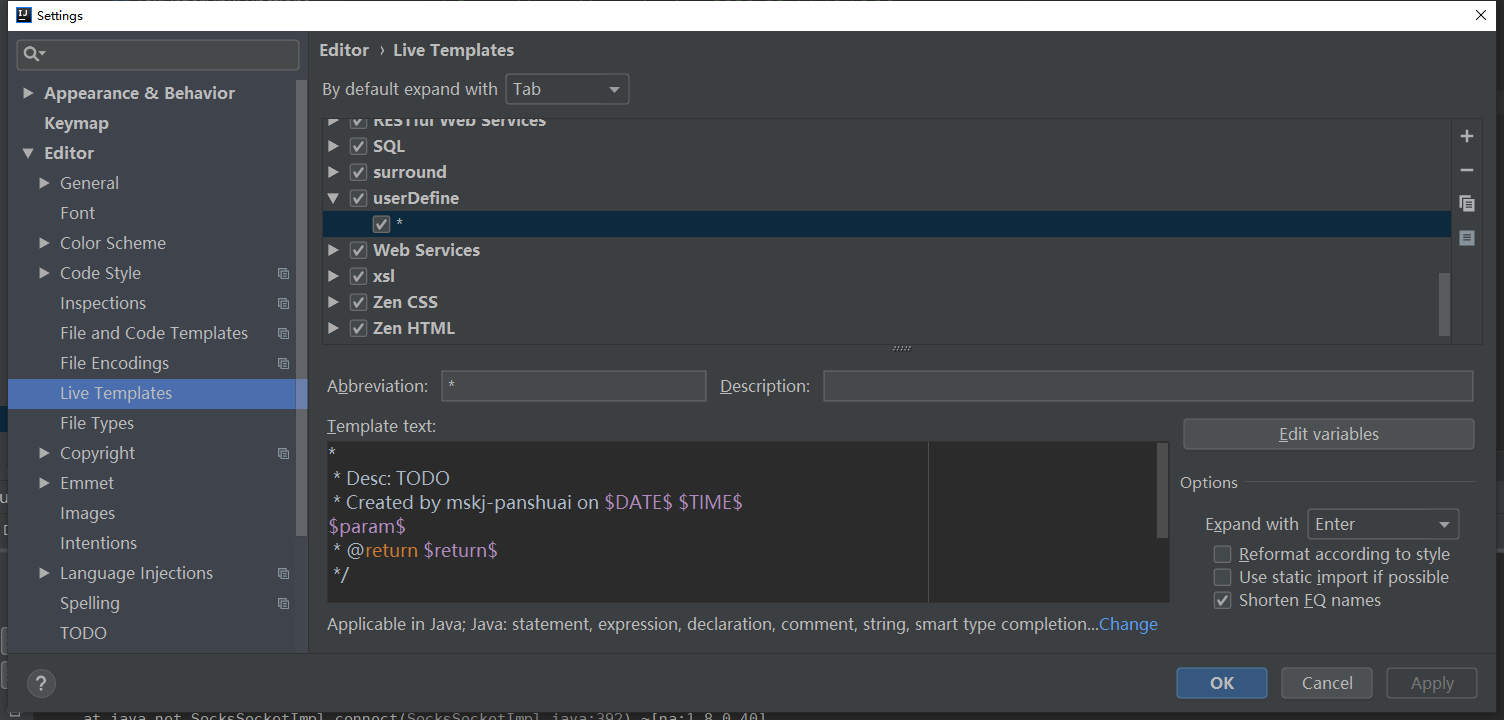 Settings
Editor › Live Templates
Appearance & Behavior
Keymap
Editor
General
Font
Color Scheme
Code Style
Inspections
File and Code Templates
File Encodings
Live Templates
File Types
Copyright
Emmet
Images
Intentions
Language Injections
Spelling
TODO
By default expand with Tab
RESTful Web Services
SQL
surround
userDefine
*
Web Services
xsl
Zen CSS
Zen HTML
Abbreviation: *
Description:
Template text:
*
* Desc: TODO
* Created by mskj-panshuai on $DATE$ $TIME$
$param$
* @return $return$
*/
Edit variables
Options
Expand with Enter
Reformat according to style
Use static import if possible
Shorten FQ names
Applicable in Java; Java: statement, expression, declaration, comment, string, smart type completion...Change
?
OK
Cancel
Apply
at java.net.SocksSocketImpl.connect(SocksSocketImpl.java:392) ~[na:1.8.0_40]